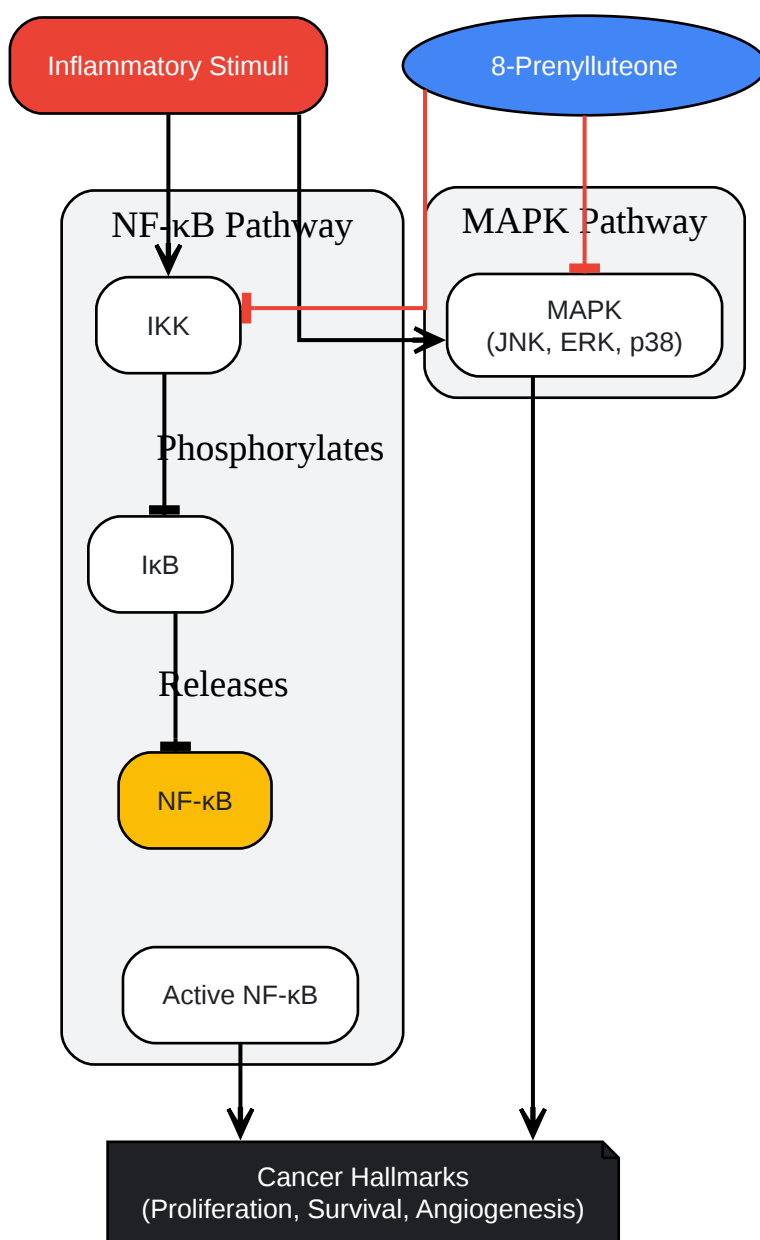 Inflammatory Stimuli
8-Prenylluteone
NF-κB Pathway
MAPK Pathway
IKK
MAPK
(JNK, ERK, p38)
Phosphorylates
IκB
Releases
NF-κB
Active NF-κB
Cancer Hallmarks
(Proliferation, Survival, Angiogenesis)